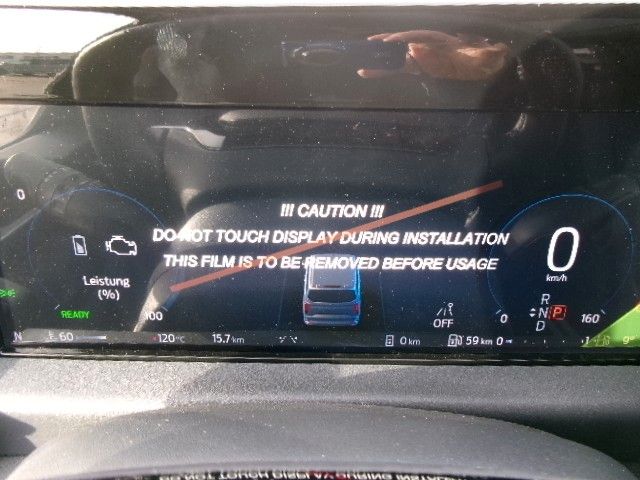 0
!!! CAUTION !!!
DO NOT TOUCH DISPLAY DURING INSTALLATION
THIS FILM IS TO BE REMOVED BEFORE USAGE
0
km/h
Leistung
(%)
READY
100
OFF
R
N P
D
0
160
N
60
120°C
15.7 km
0 km
59 km